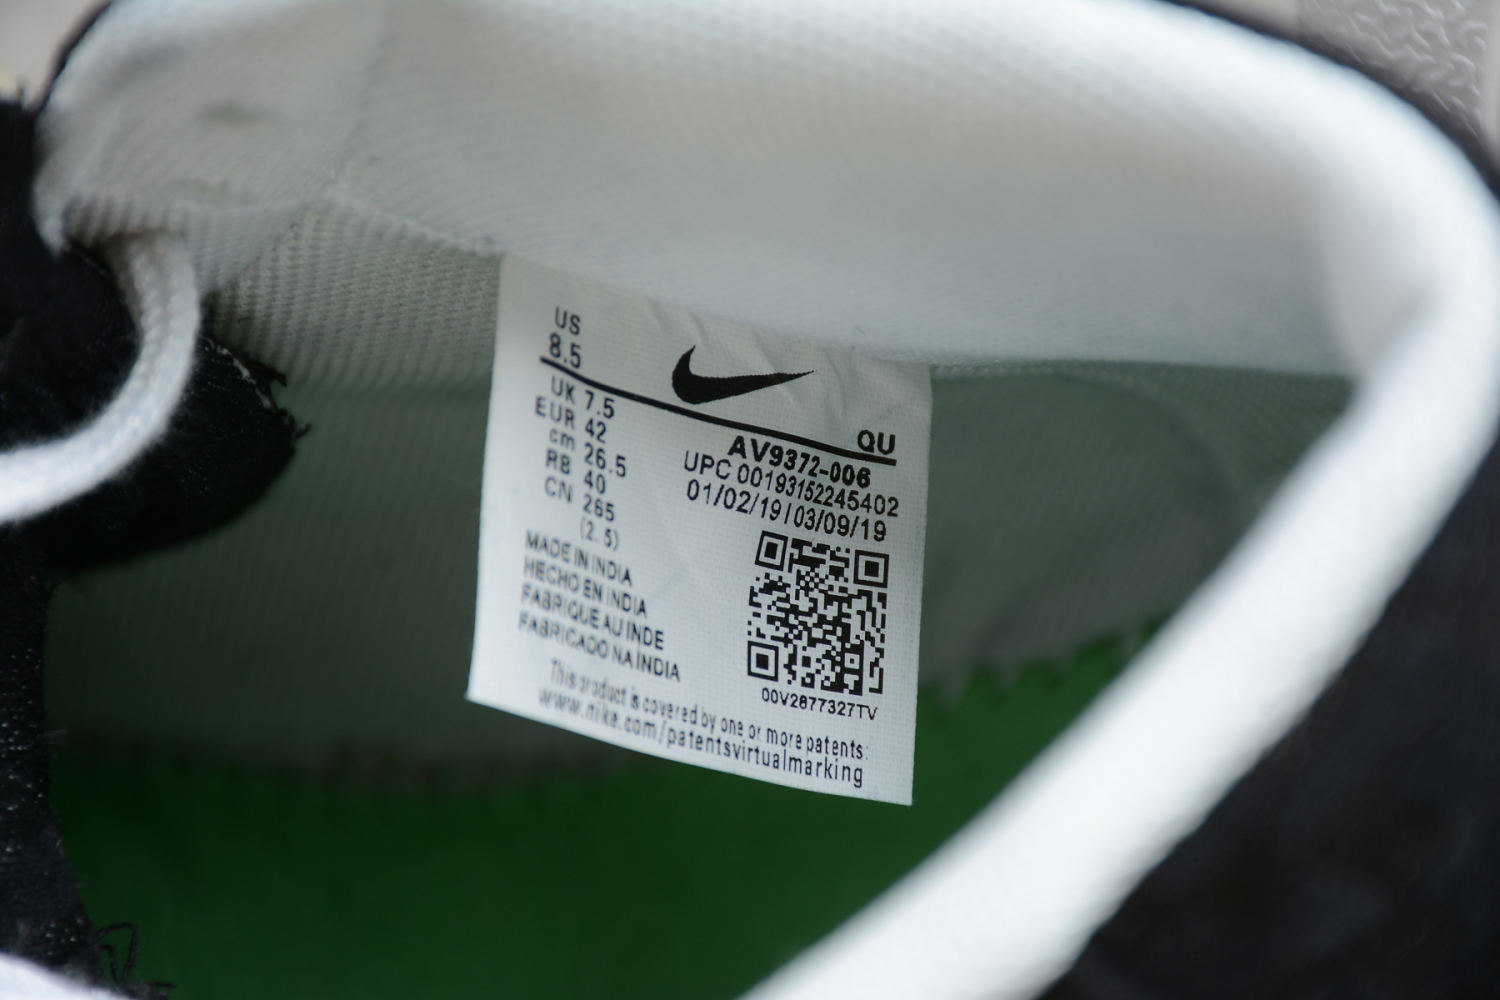 US
8.5
UK 7.5
EUR 42
cm 26.5
RB 40
CN 265
(2.5)
QU
AV9372-006
UPC 00193152245402
01/02/19 | 03/09/19
MADE IN INDIA
HECHO EN INDIA
FABRIQUE AU INDE
FABRICADO NA INDIA
00V2877327TV
This product is covered by one or more patents:
www.nike.com/patentsvirtualmarking